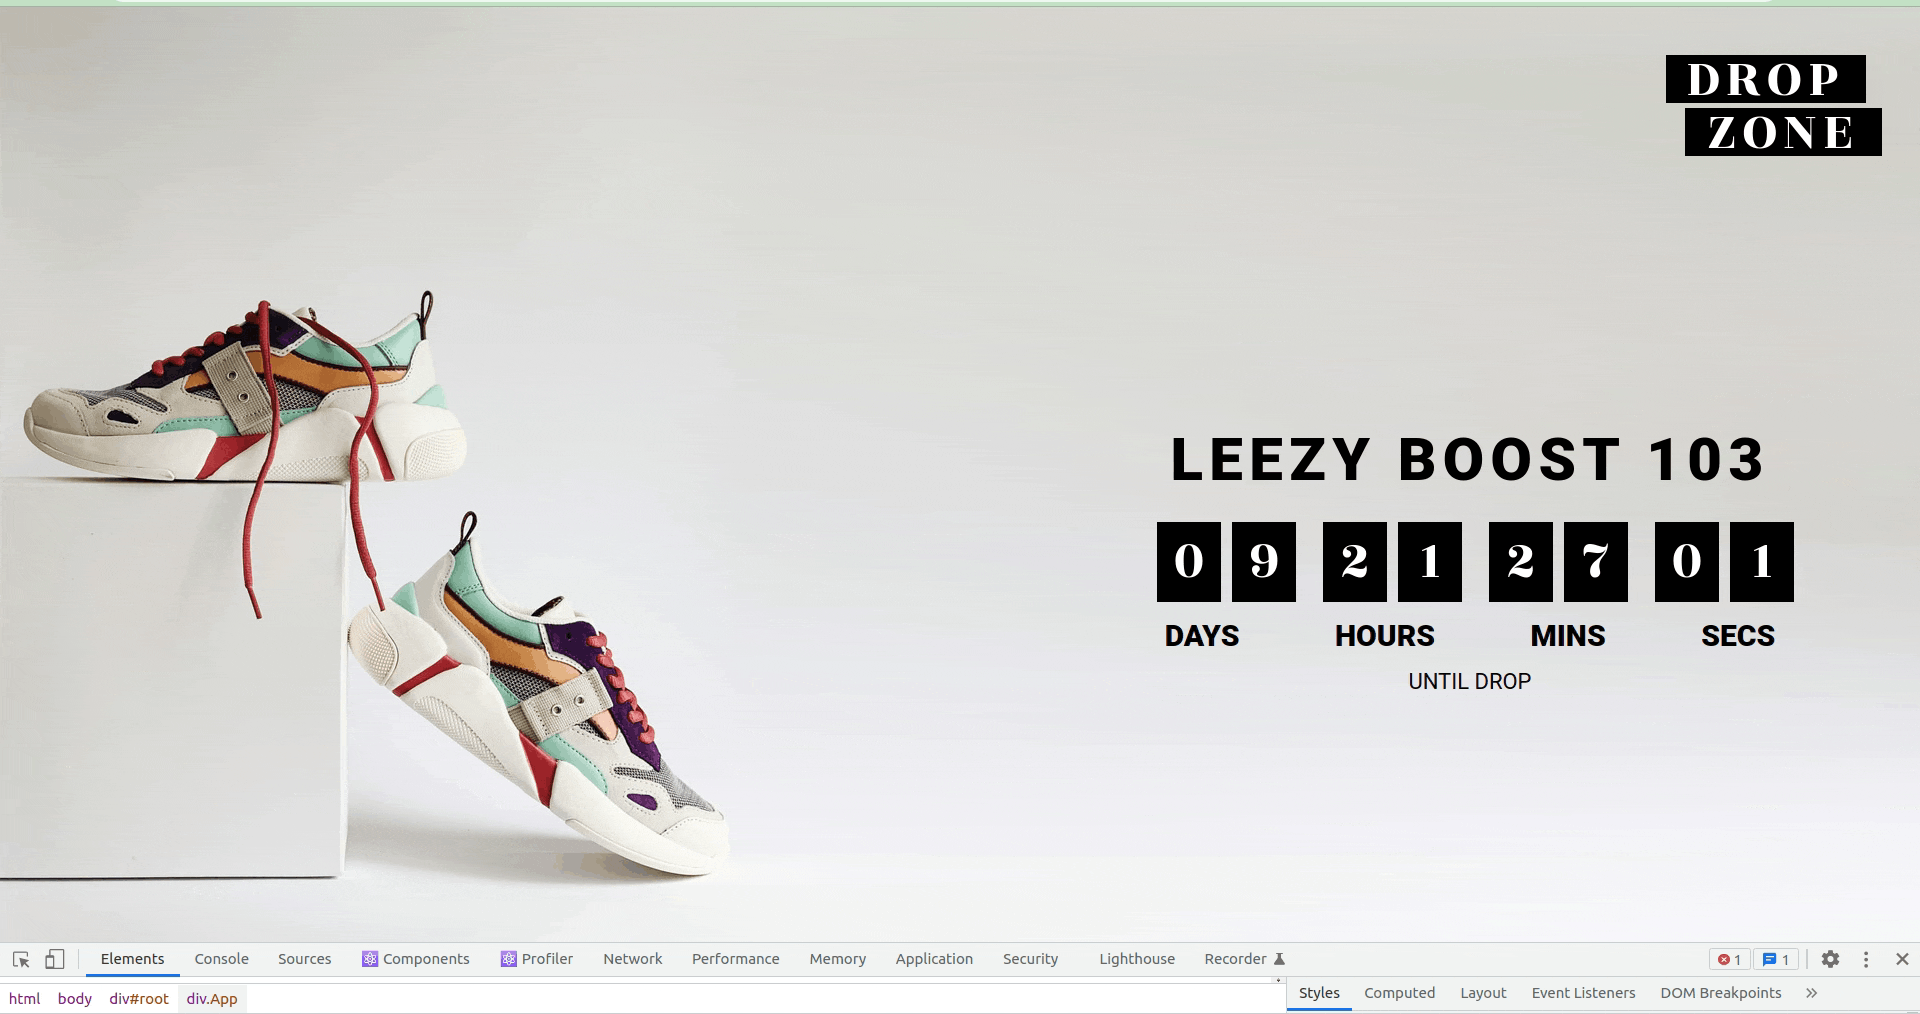 DROP
ZONE
LEEZY BOOST 103
0 9 2 1 2 7 0 1
DAYS HOURS MINS SECS
UNTIL DROP
Elements Console Sources Components Profiler Network Performance Memory Application Security Lighthouse Recorder 1 1
html body div#root div.App
Styles Computed Layout Event Listeners DOM Breakpoints